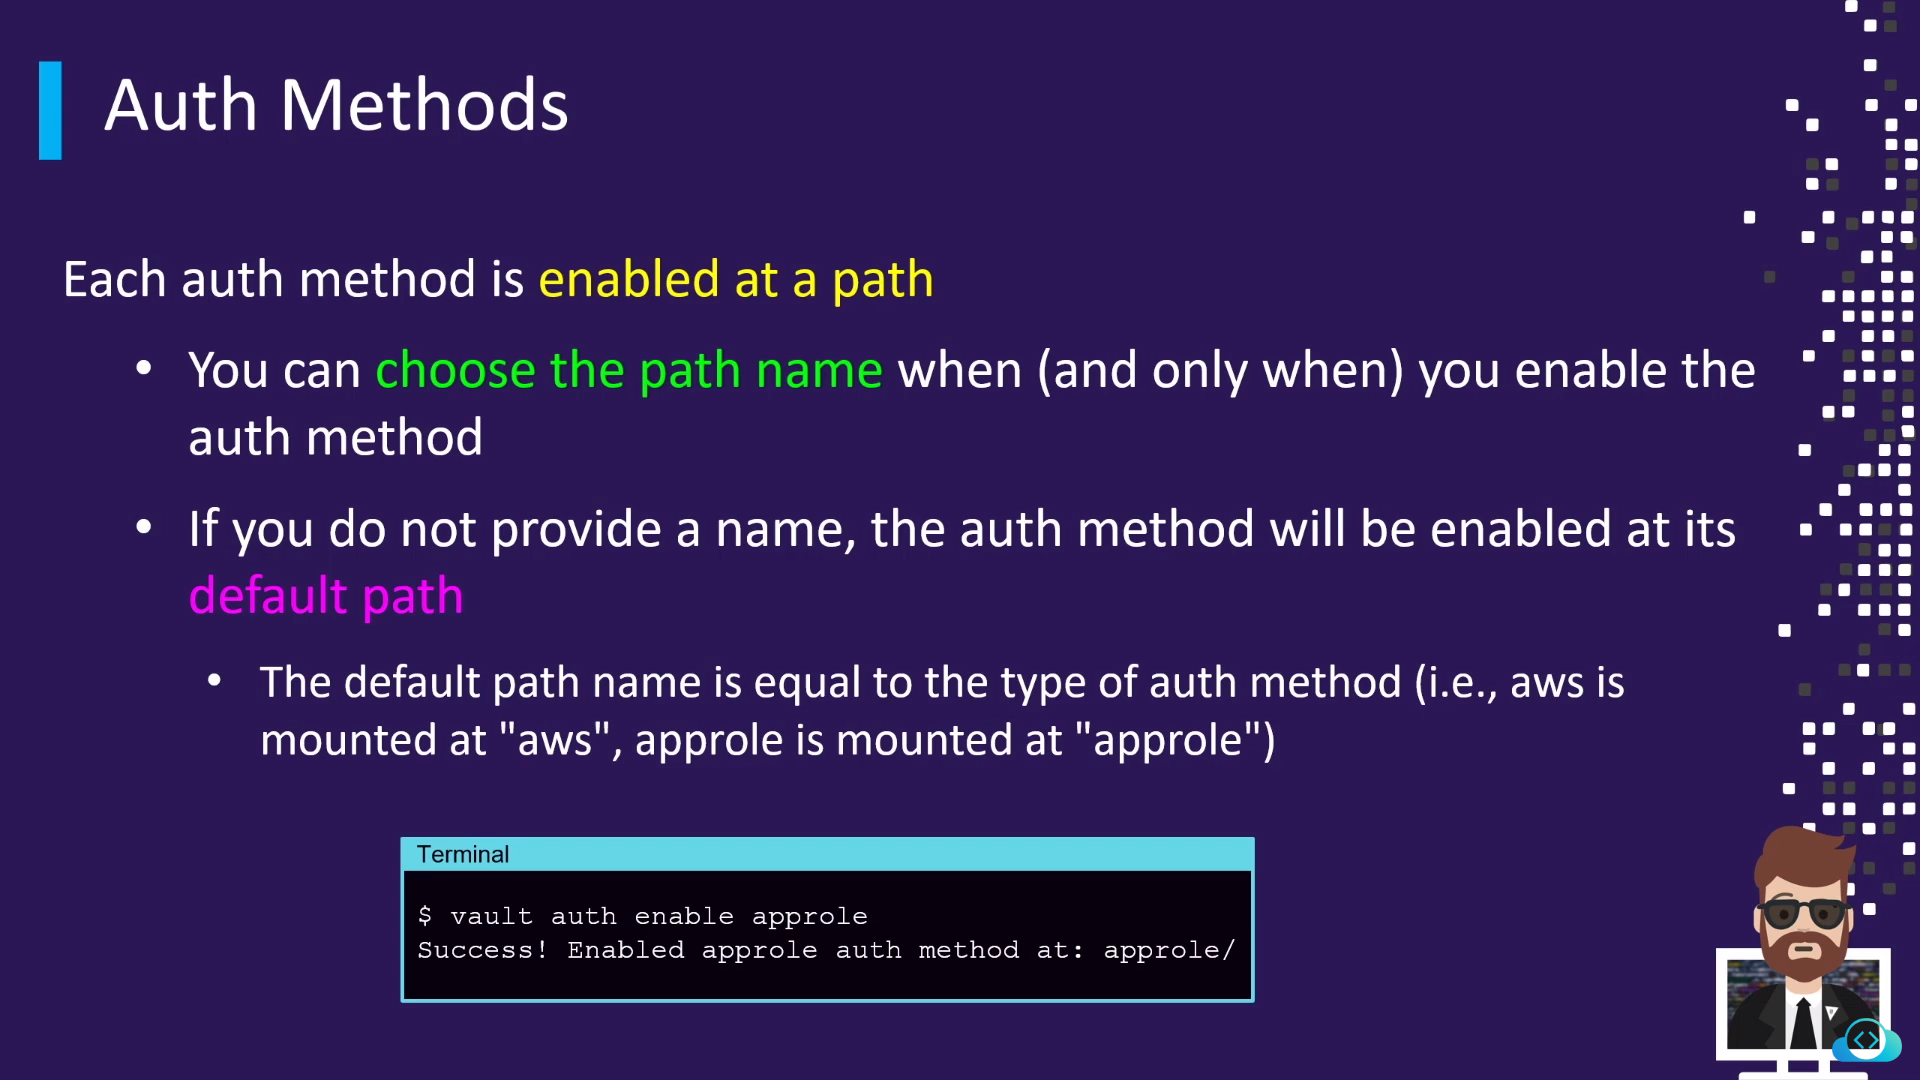 Auth Methods
Each auth method is enabled at a path
• You can choose the path name when (and only when) you enable the
auth method
• If you do not provide a name, the auth method will be enabled at its
default path
• The default path name is equal to the type of auth method (i.e., aws is
mounted at "aws", approle is mounted at "approle")
Terminal
$ vault auth enable approle
Success! Enabled approle auth method at: approle/